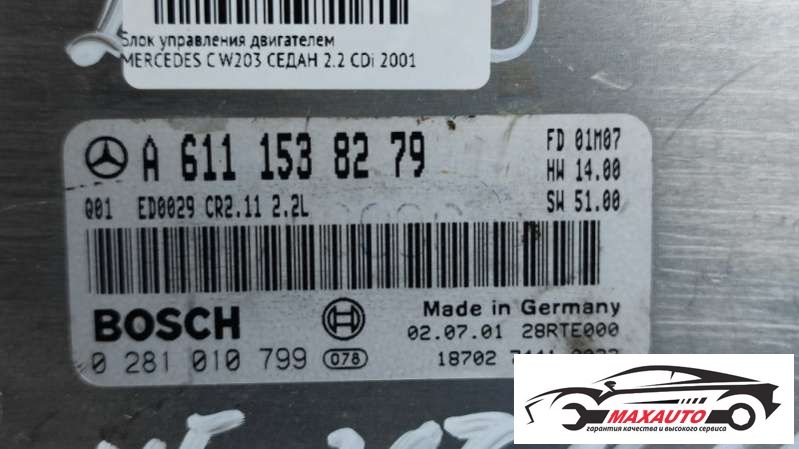 Блок управления двигателем
MERCEDES C W203 СЕДАН 2.2 CDi 2001
A 611 153 82 79
FD 01M07
HW 14.00
SW 51.00
Q01 ED0029 CR2.11 2.2L
BOSCH
Made in Germany
02.07.01 28RTE000
0 281 010 799 078
18702
MAXAUTO
гарантия качества и высокого сервиса